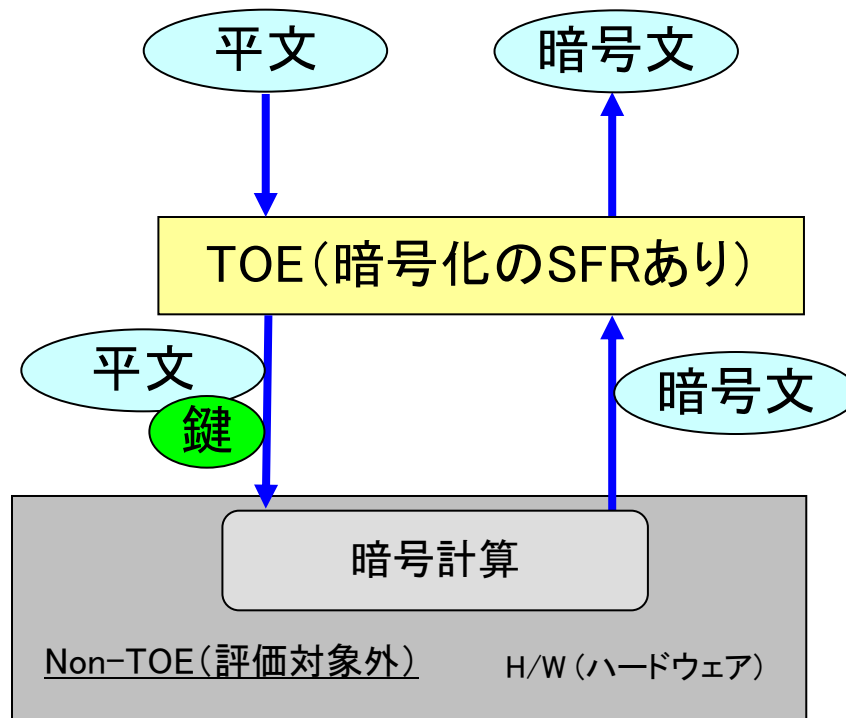 平文
暗号文
TOE(暗号化のSFRあり)
平文
鍵
暗号文
暗号計算
Non-TOE(評価対象外)
H/W(ハードウェア)